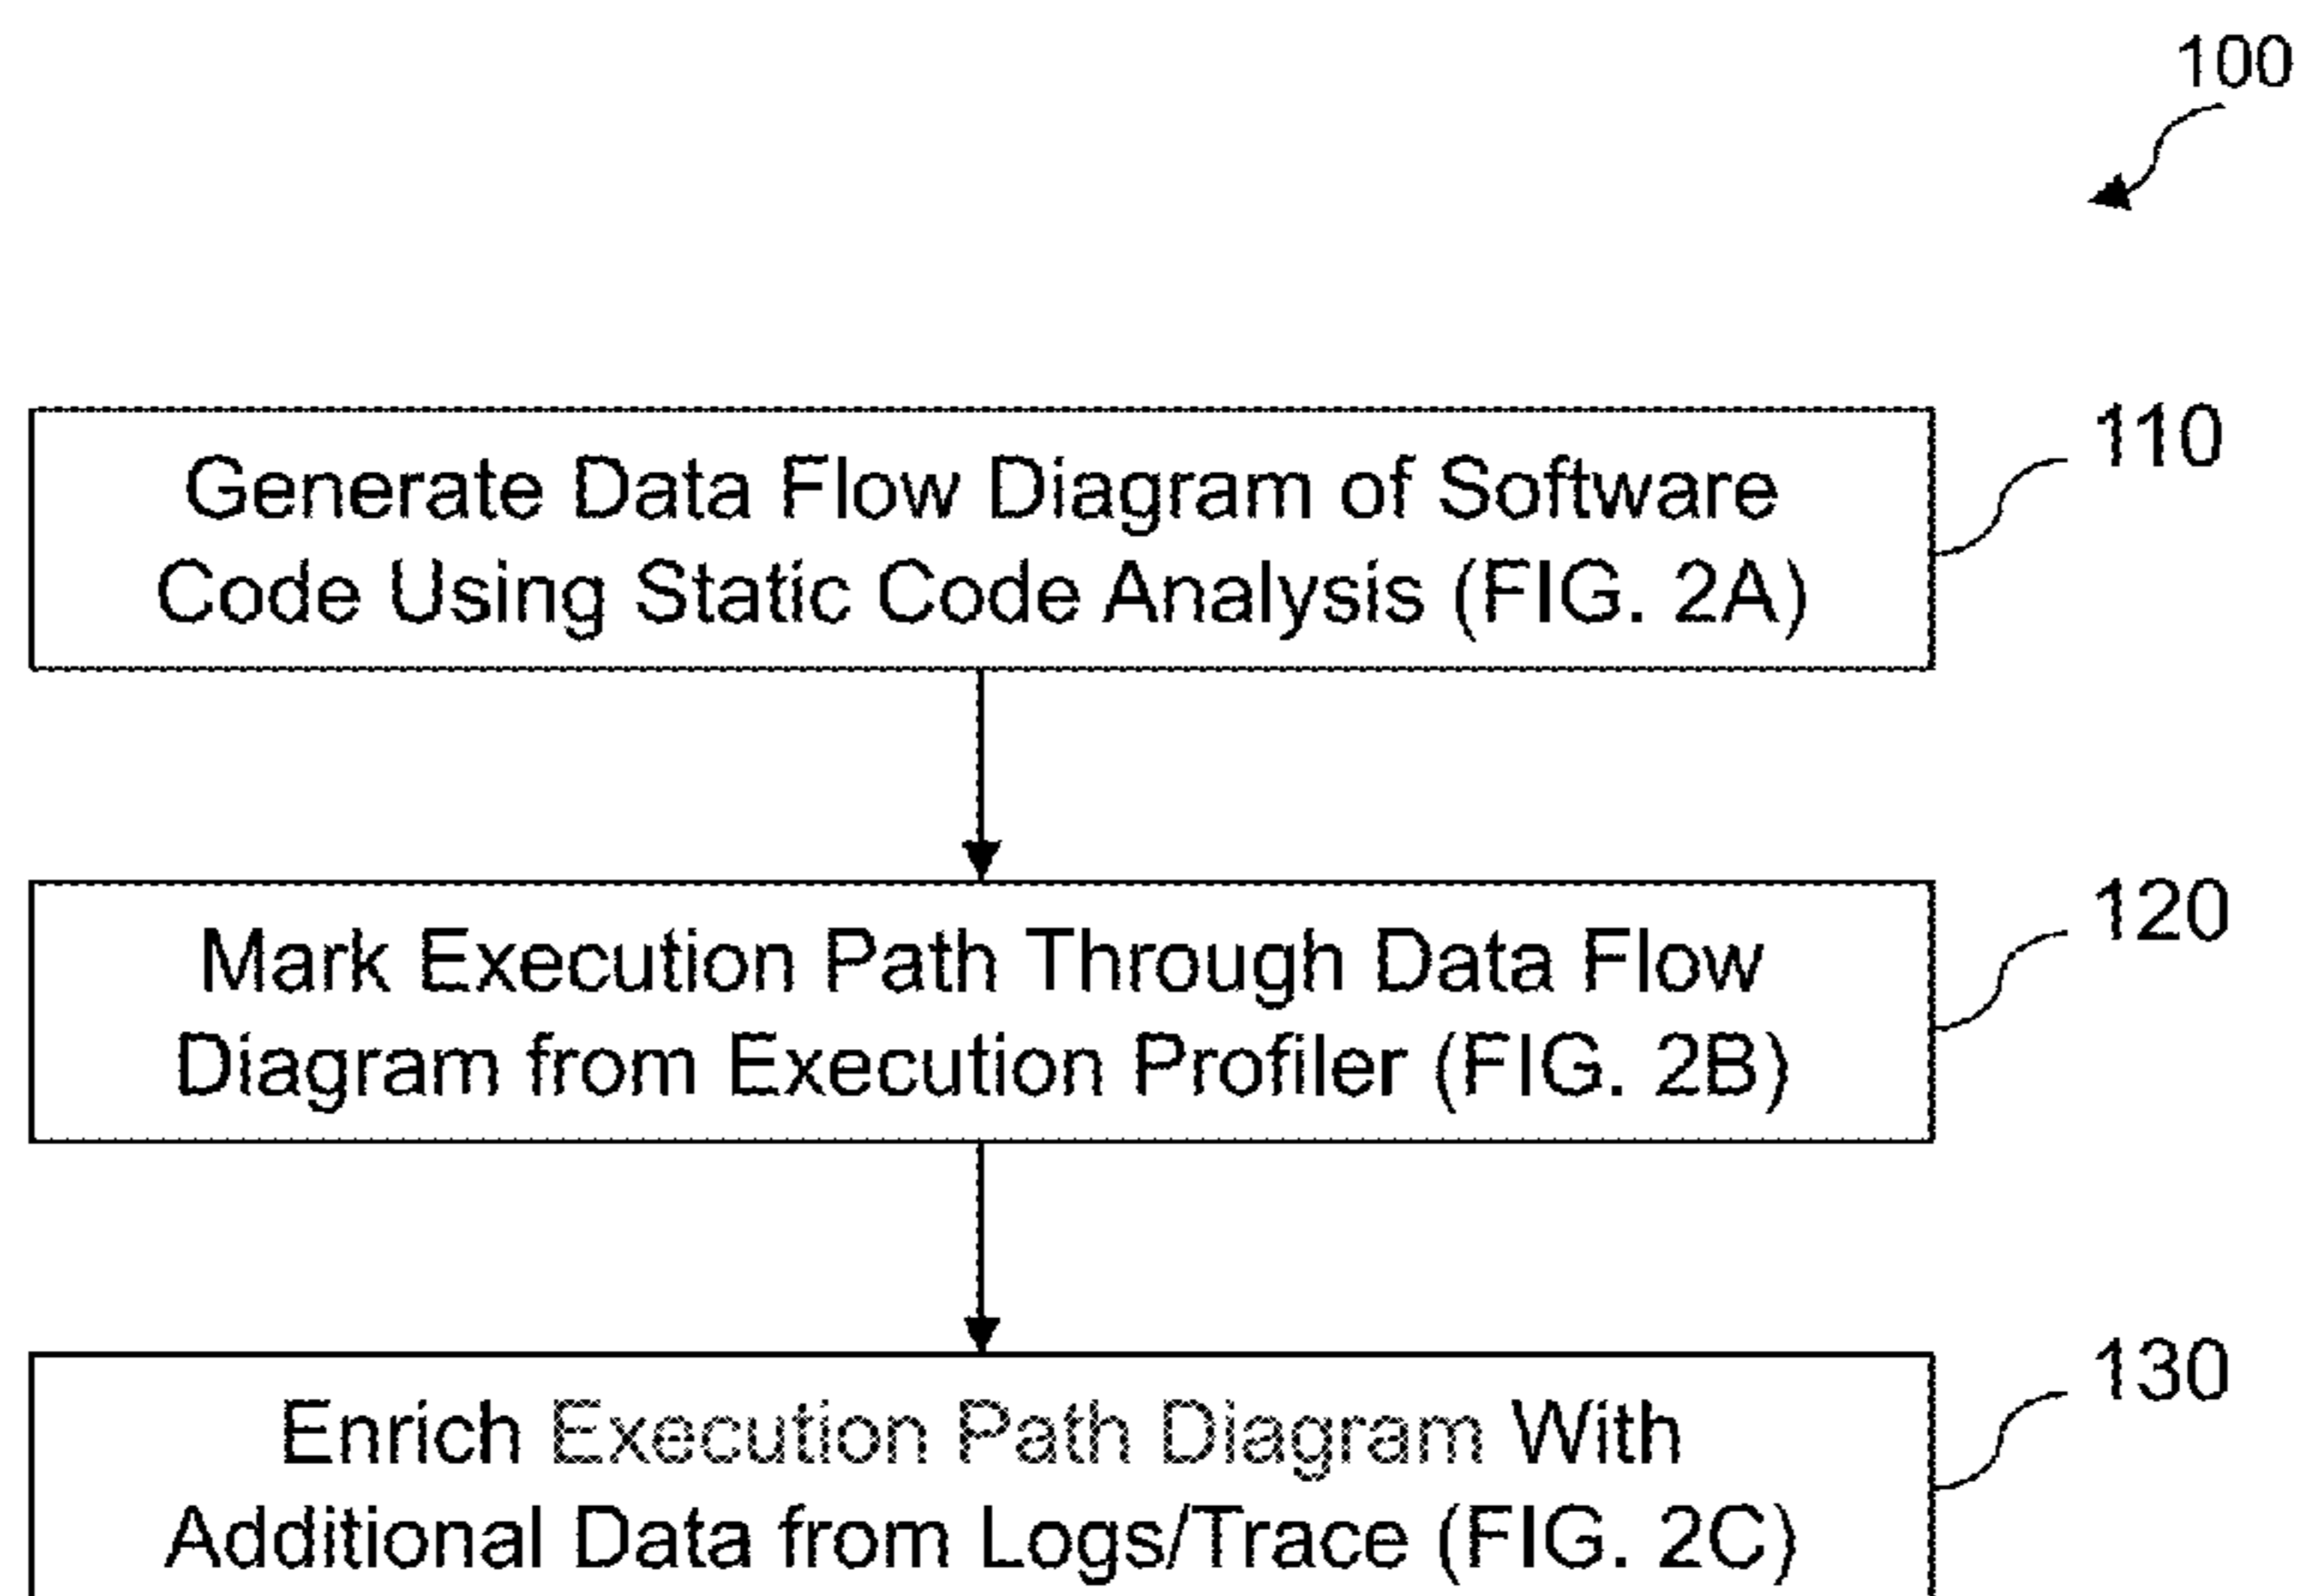 100
Generate Data Flow Diagram of Software
Code Using Static Code Analysis (FIG. 2A)
110
Mark Execution Path Through Data Flow
Diagram from Execution Profiler (FIG. 2B)
120
Enrich Execution Path Diagram With
Additional Data from Logs/Trace (FIG. 2C)
130